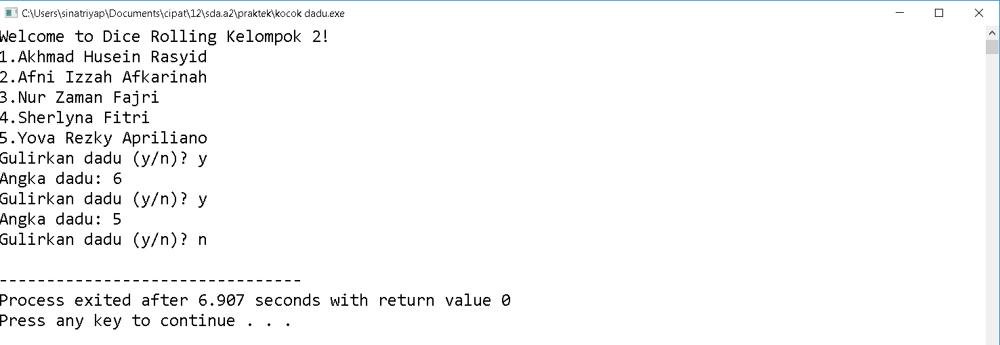 C:\Users\sinatriyap\Documents\cipat\12\sda.a2\praktek\kocok dadu.exe
Welcome to Dice Rolling Kelompok 2!
1.Akhmad Husein Rasyid
2.Afni Izzah Afkarinah
3.Nur Zaman Fajri
4.Sherlyna Fitri
5.Yova Rezky Apriliano
Gulirkan dadu (y/n)? y
Angka dadu: 6
Gulirkan dadu (y/n)? y
Angka dadu: 5
Gulirkan dadu (y/n)? n
--------------------------------
Process exited after 6.907 seconds with return value 0
Press any key to continue . . .